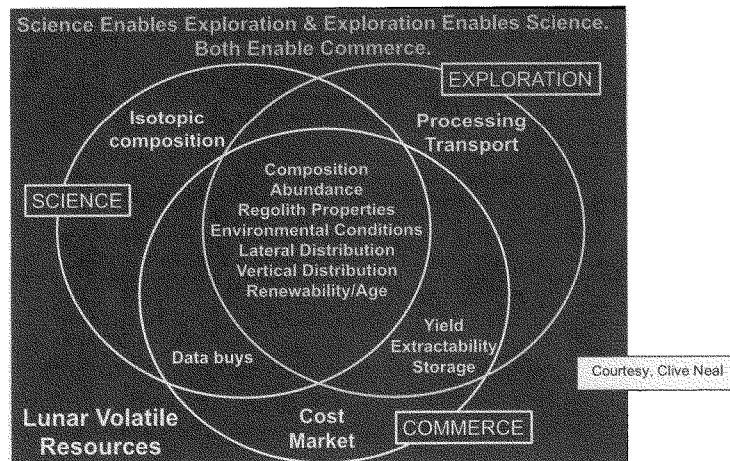 Science Enables Exploration & Exploration Enables Science.
Both Enable Commerce.
EXPLORATION
Isotopic
composition
Processing
Transport
SCIENCE
Composition
Abundance
Regolith Properties
Environmental Conditions
Lateral Distribution
Vertical Distribution
Renewability/Age
Data buys
Yield
Extractability
Storage
Courtesy, Clive Neal
Lunar Volatile
Resources
Cost
Market
COMMERCE